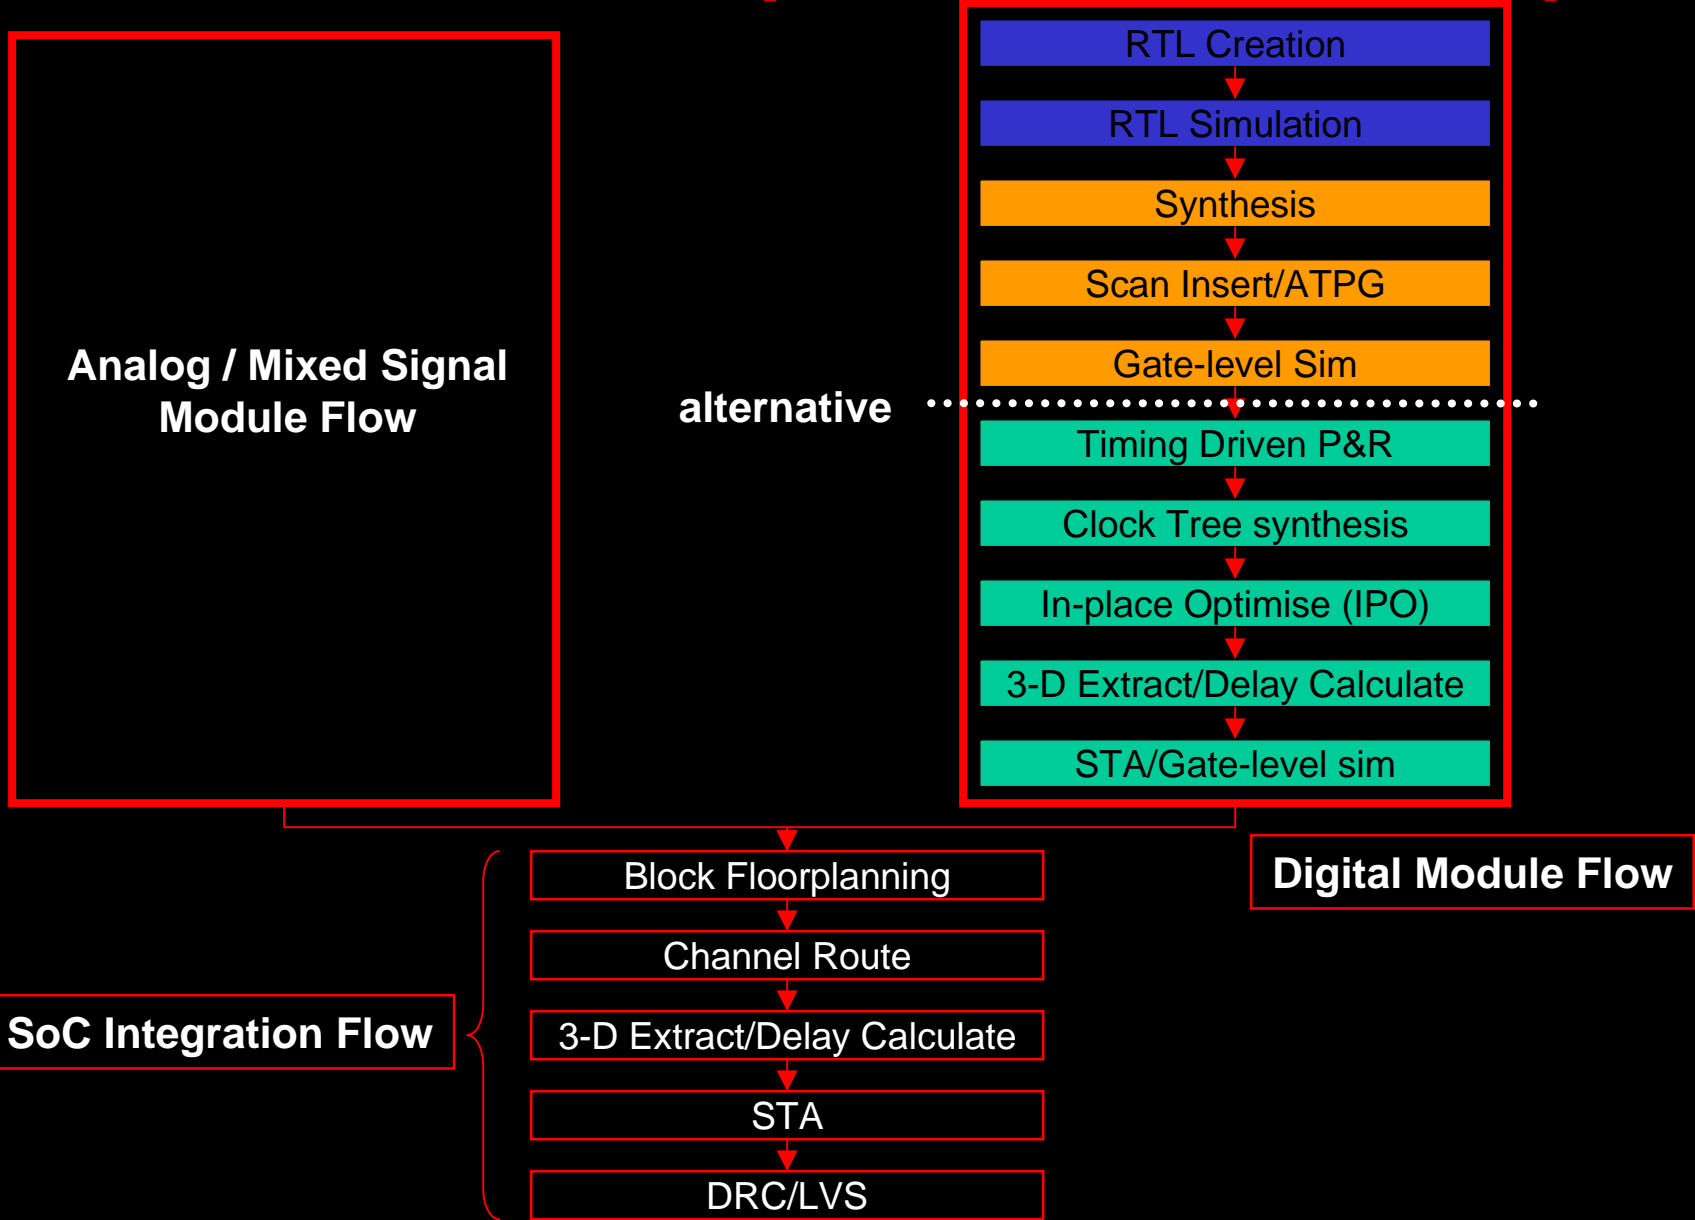 RTL Creation
RTL Simulation
Synthesis
Scan Insert/ATPG
Gate-level Sim
Analog / Mixed Signal
Module Flow
alternative
Timing Driven P&R
Clock Tree synthesis
In-place Optimise (IPO)
3-D Extract/Delay Calculate
STA/Gate-level sim
Block Floorplanning
Digital Module Flow
Channel Route
SoC Integration Flow
3-D Extract/Delay Calculate
STA
DRC/LVS